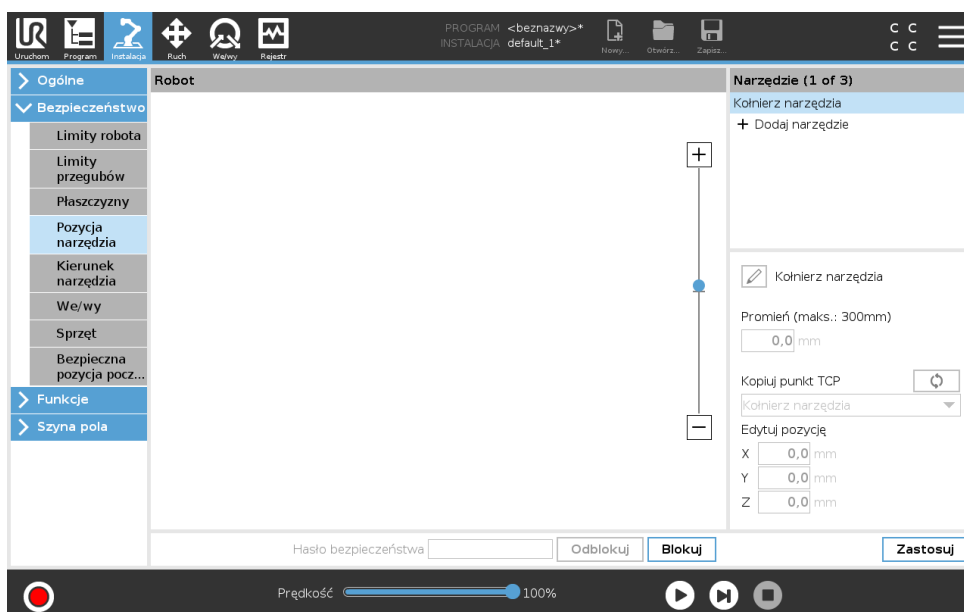 UR
Uruchom
Program
Instalacja
Ruch
We/wy
Rejestr
PROGRAM <beznazwy>*
INSTALACJA default_1*
Nowy...
Otwórz...
Zapisz...
C C
C C
Ogólne
Bezpieczeństwo
Limity robota
Limity
przegubów
Płaszczyzny
Pozycja
narzędzia
Kierunek
narzędzia
We/wy
Sprzęt
Bezpieczna
pozycja pocz...
Funkcje
Szyna pola
Robot
Narzędzie (1 of 3)
Kołnierz narzędzia
+ Dodaj narzędzie
Kołnierz narzędzia
Promień (maks.: 300mm)
0,0 mm
Kopiuj punkt TCP
Kołnierz narzędzia
Edytuj pozycję
X 0,0 mm
Y 0,0 mm
Z 0,0 mm
Hasło bezpieczeństwa
Odblokuj
Blokuj
Zastosuj
Prędkość 100%